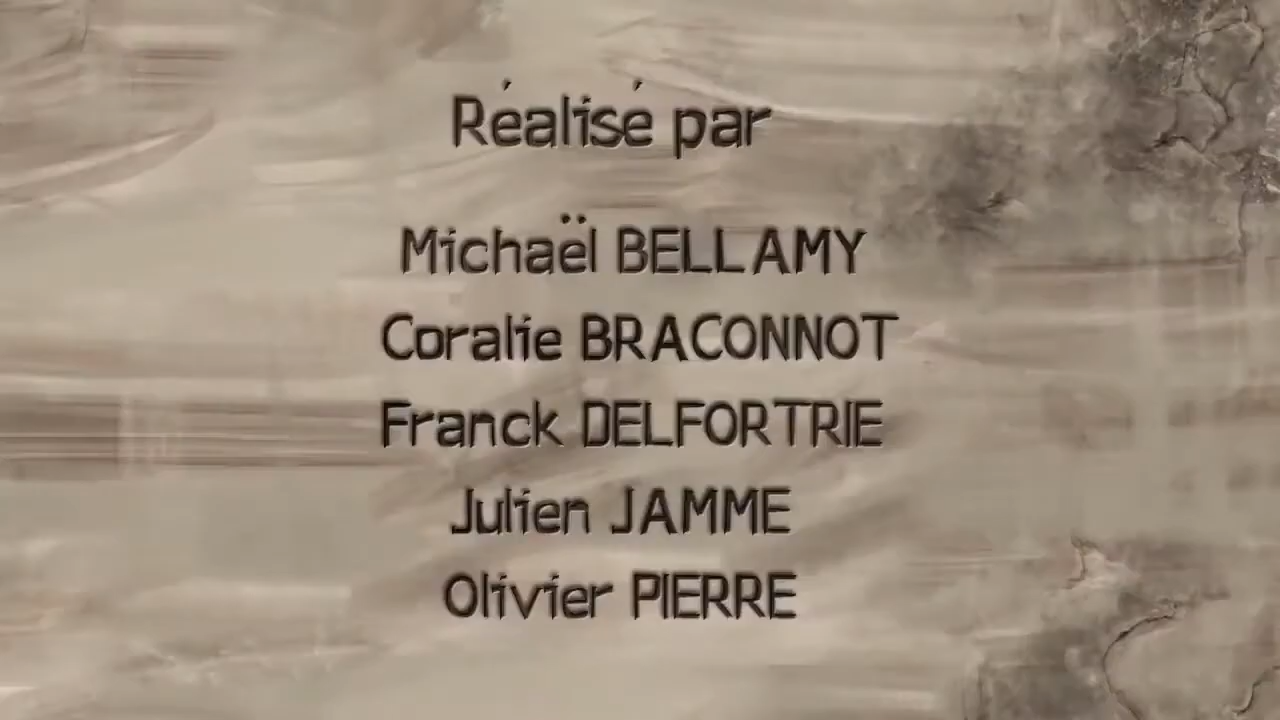 Réalisé par
Michaël BELLAMY
Coralie BRACONNOT
Franck DELFORTRIE
Julien JAMME
Olivier PIERRE